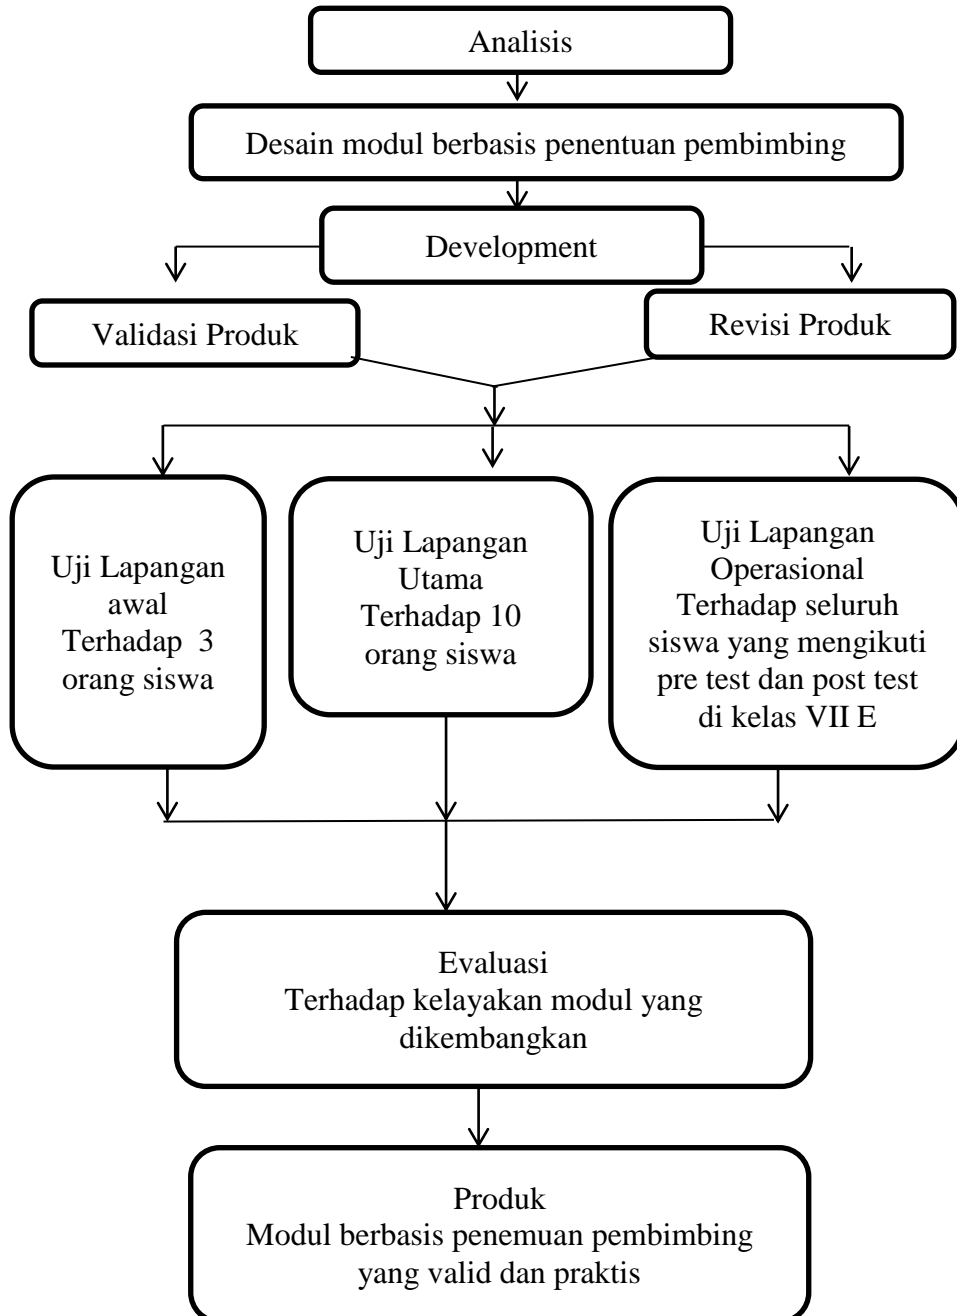 Analisis
Desain modul berbasis penentuan pembimbing
Development
Validasi Produk
Revisi Produk
Uji Lapangan
awal
Terhadap  3
orang siswa
Uji Lapangan
Utama
Terhadap 10
orang siswa
Uji Lapangan
Operasional
Terhadap seluruh
siswa yang mengikuti
pre test dan post test
di kelas VII E
Evaluasi
Terhadap kelayakan modul yang
dikembangkan
Produk
Modul berbasis penemuan pembimbing
yang valid dan praktis